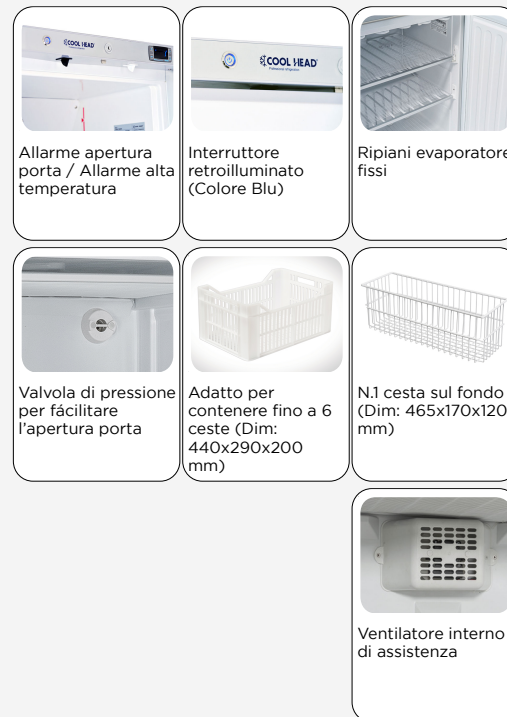 COOL HEAD
COOL HEAD
Professional refrigeration
Allarme apertura
porta / Allarme alta
temperatura
Interruttore
retroilluminato
(Colore Blu)
Ripiani evaporatore
fissi
Valvola di pressione
per fácilitare
l'apertura porta
Adatto per
contenere fino a 6
ceste (Dim:
440x290x200
mm)
N.1 cesta sul fondo
(Dim: 465x170x120
mm)
Ventilatore interno
di assistenza